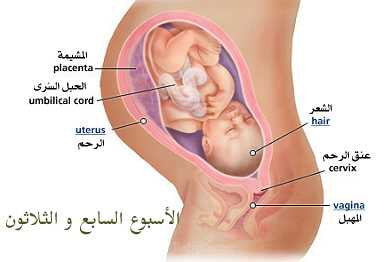 المشيمة
placenta
الحبل السرى
umbilical cord
uterus
الرحم
الشعر
hair
عنق الرحم
cervix
vagina
المهبل
الأسبوع السابع و الثلاثون